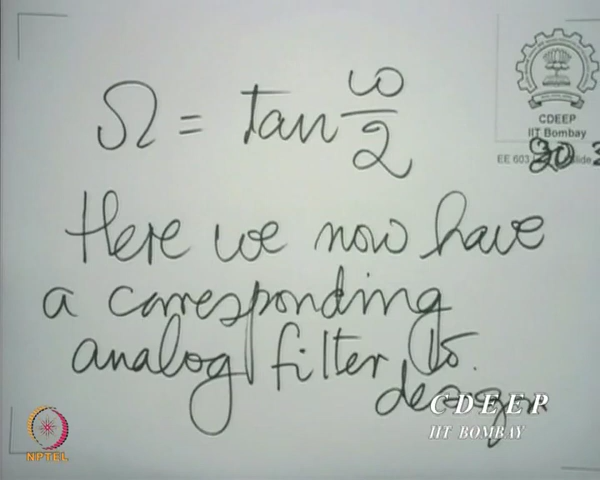 Ω = tan ω/2
CDEEP
IIT Bombay
EE 603
30
Here we now have
a corresponding
analog filter to
design.
CDEEP
IIT BOMBAY
NPTEL